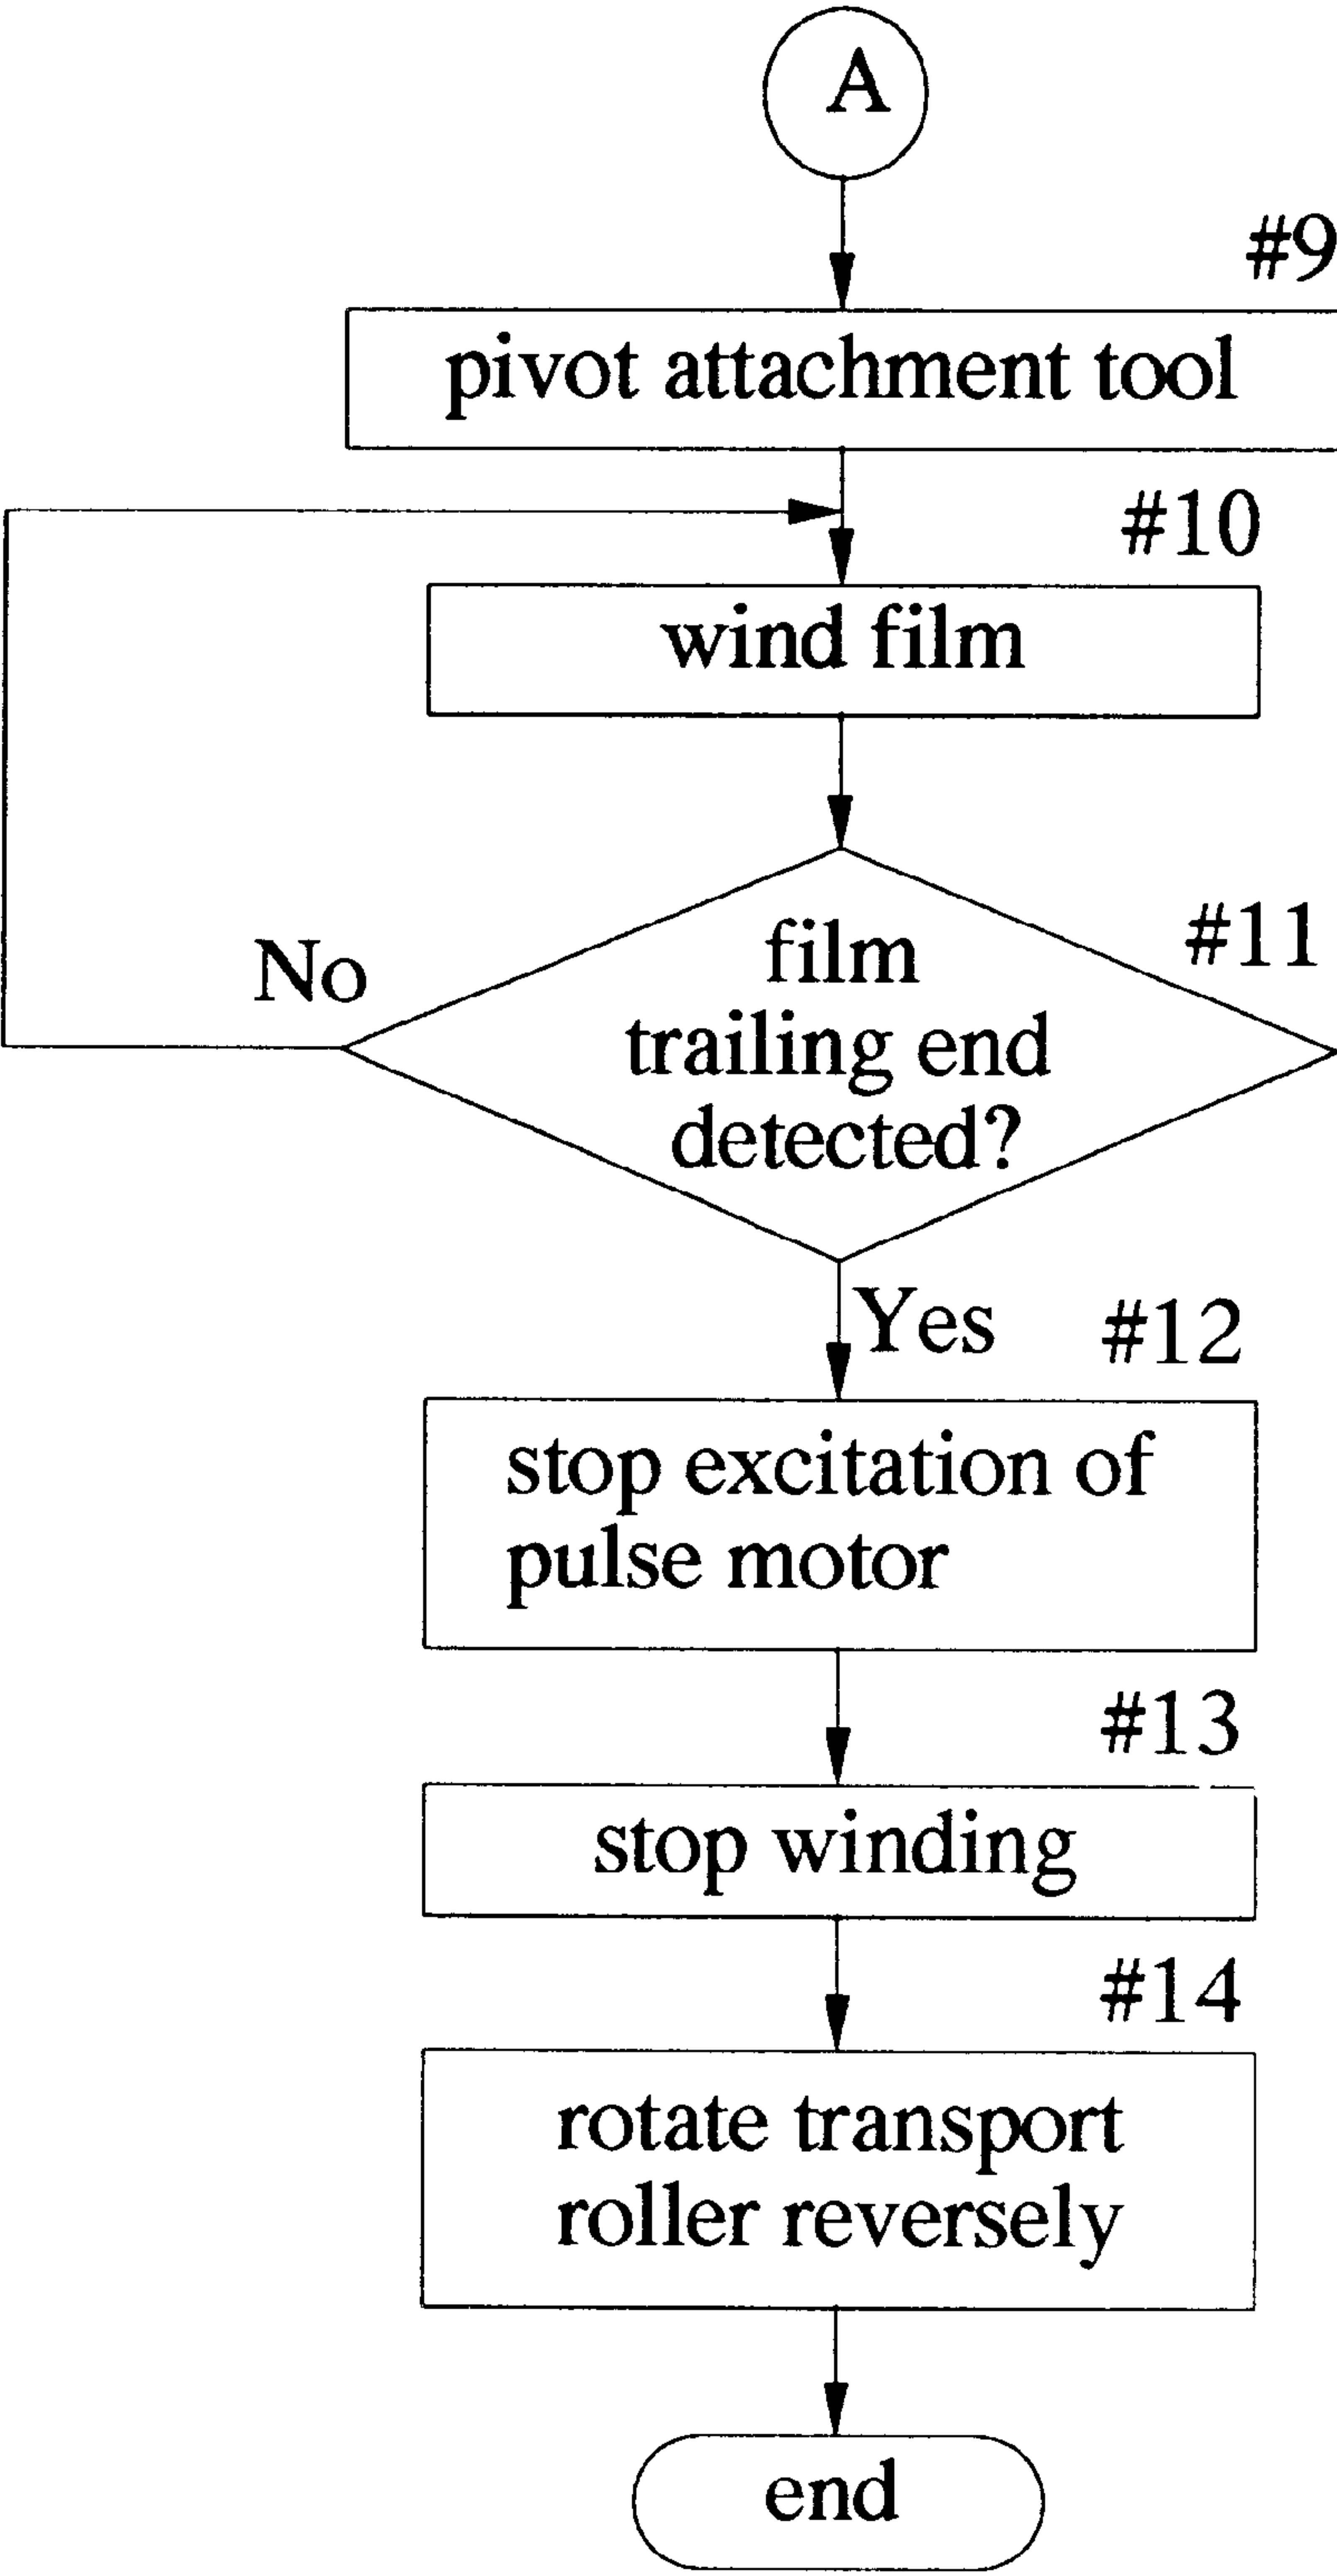 A
#9
pivot attachment tool
#10
wind film
#11
No
film
trailing end
detected?
Yes
#12
stop excitation of
pulse motor
#13
stop winding
#14
rotate transport
roller reversely
end